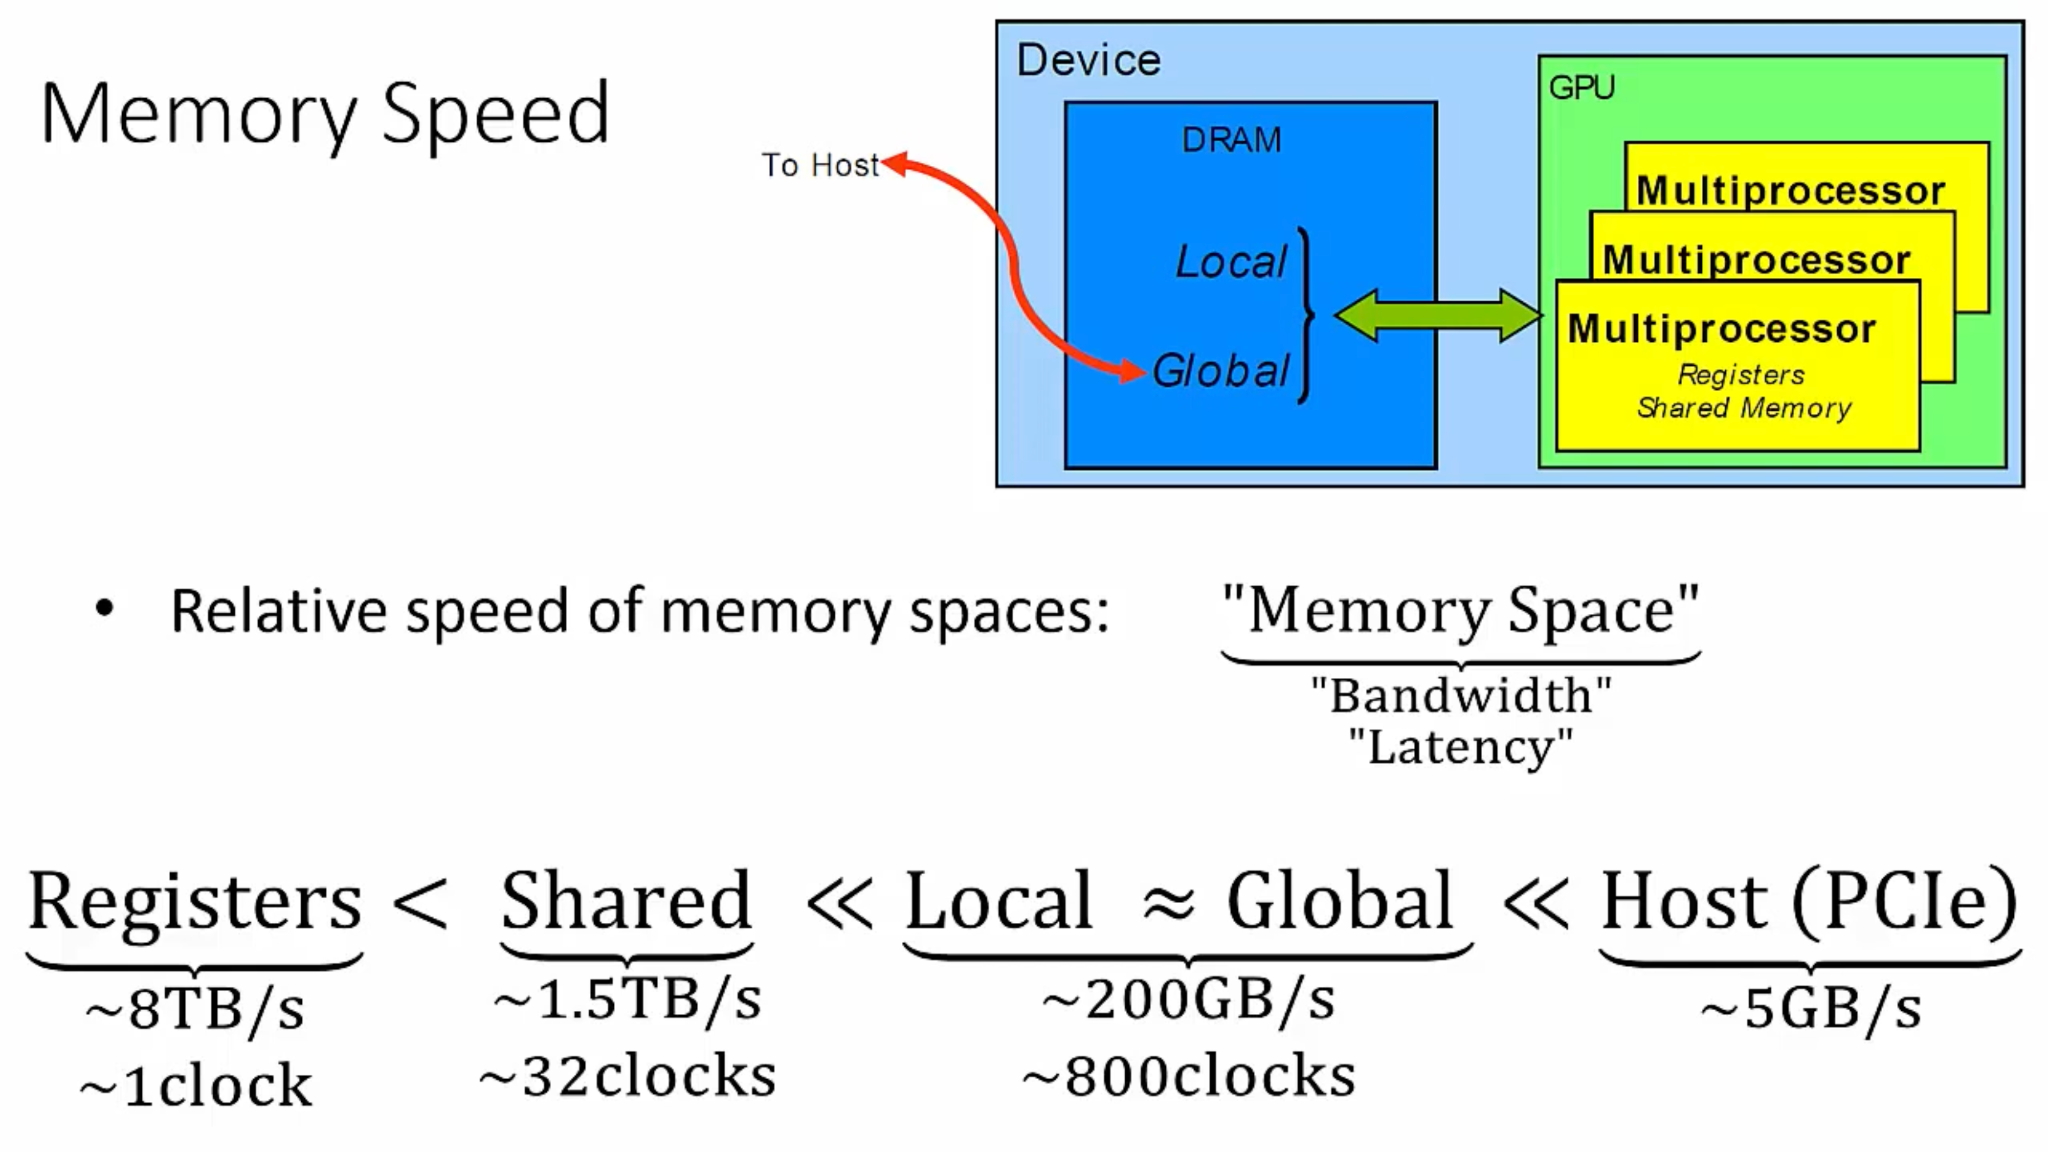 Memory Speed
To Host
Device
DRAM
Local
Global
GPU
Multiprocessor
Multiprocessor
Multiprocessor
Registers
Shared Memory
• Relative speed of memory spaces:
"Memory Space"
"Bandwidth"
"Latency"
Registers < Shared ≪ Local ≈ Global ≪ Host (PCIe)
~8TB/s ~1.5TB/s ~200GB/s ~5GB/s
~1clock ~32clocks ~800clocks